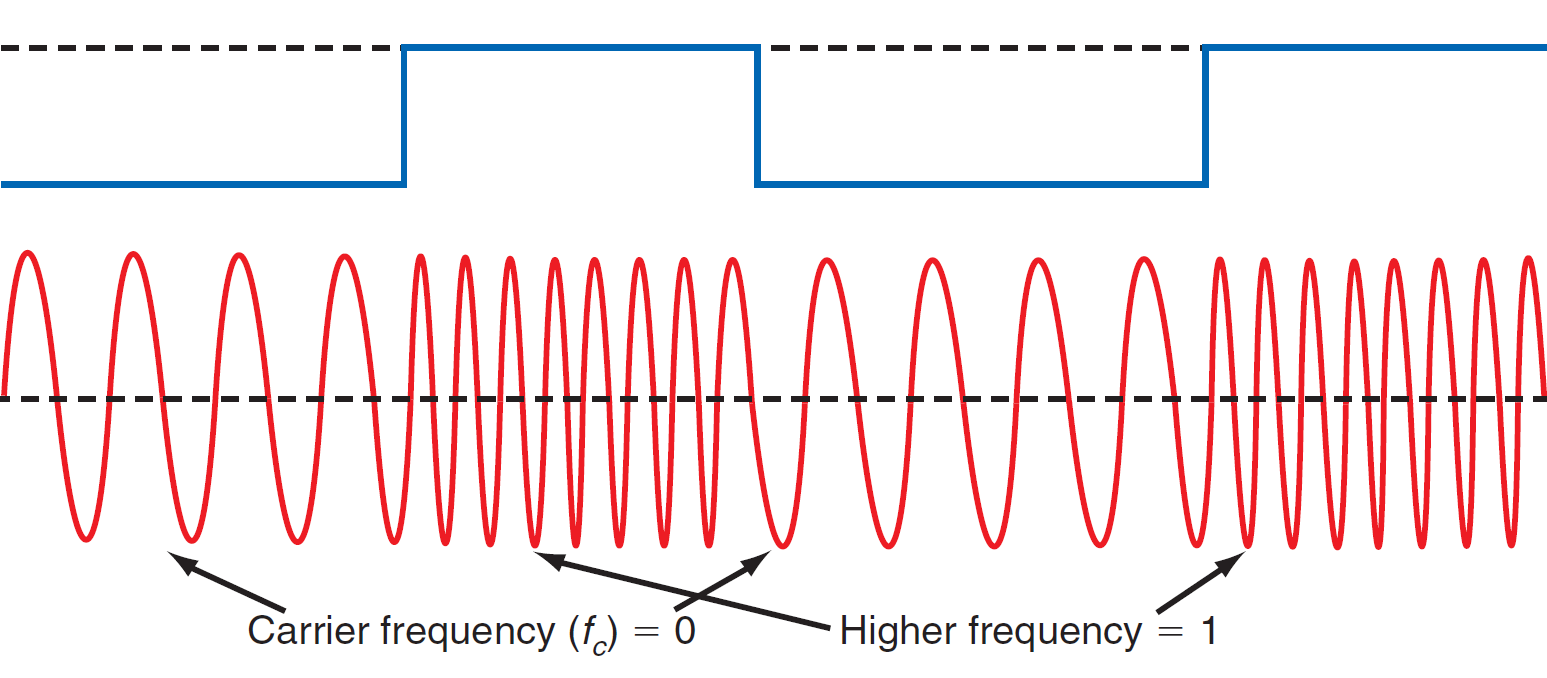 Carrier frequency (fc) = 0
Higher frequency = 1